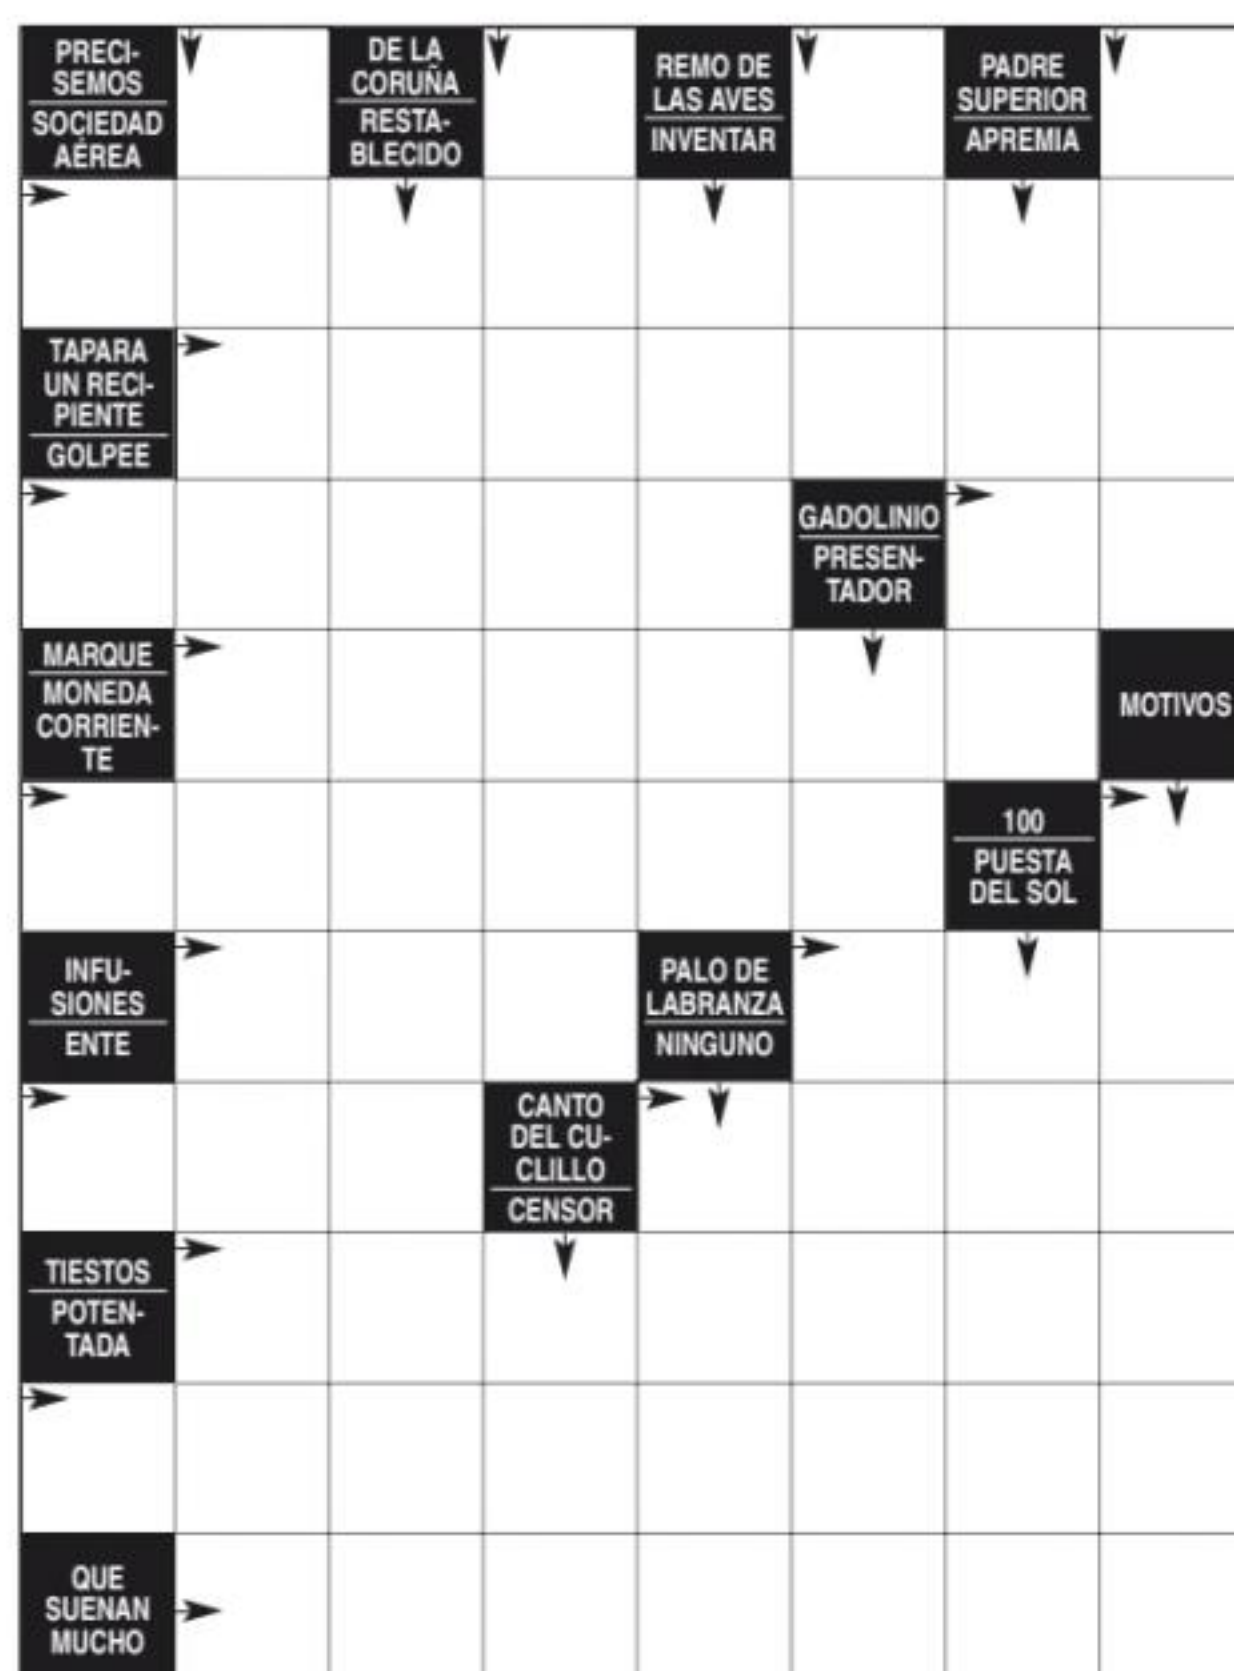 PRECI-
SEMOS
SOCIEDAD
AÉREA
DE LA
CORUÑA
RESTA-
BLECIDO
REMO DE
LAS AVES
INVENTAR
PADRE
SUPERIOR
APREMIA
TAPARA
UN RECI-
PIENTE
GOLPEE
GADOLINIO
PRESEN-
TADOR
MARQUE
MONEDA
CORRIEN-
TE
MOTIVOS
100
PUESTA
DEL SOL
INFU-
SIONES
ENTE
PALO DE
LABRANZA
NINGUNO
CANTO
DEL CU-
CLILLO
CENSOR
TIESTOS
POTEN-
TADA
QUE
SUENAN
MUCHO